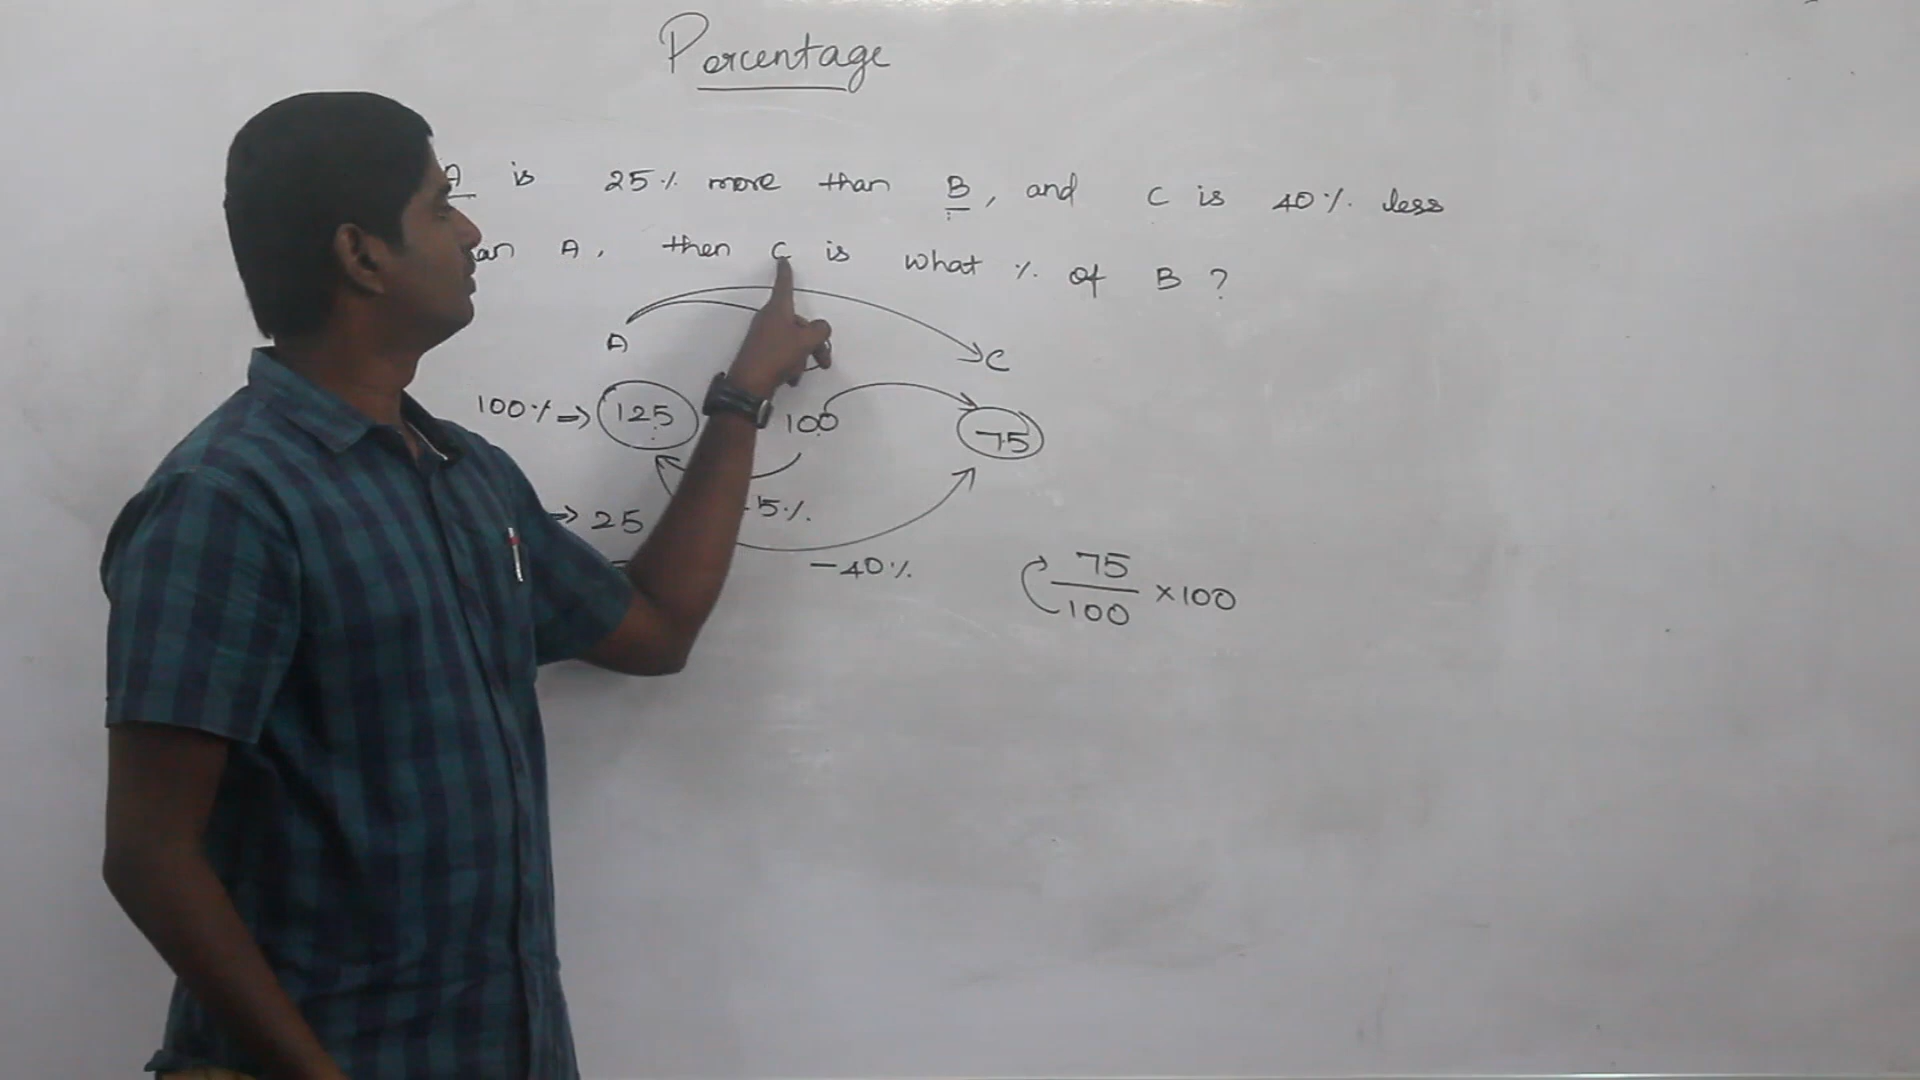 Percentage
A is 25% more than B, and C is 40% less
an A, then C is what % of B ?
A C
100% ⇒ 125 100 75
⇒ 25 5%
-40%
75
100 ×100